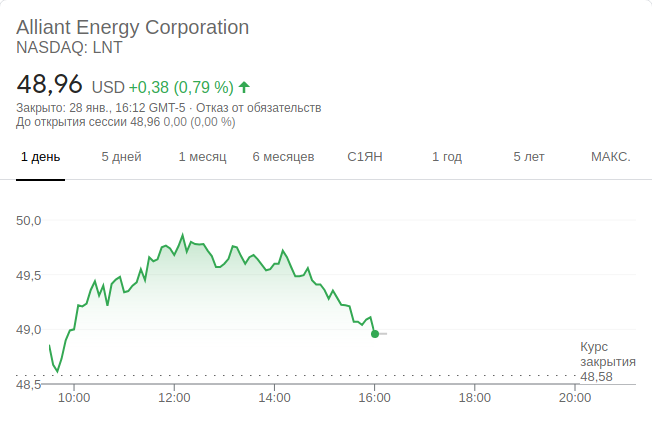 Alliant Energy Corporation
NASDAQ: LNT
48,96 USD +0,38 (0,79 %)
Закрыто: 28 янв., 16:12 GMT-5 · Отказ от обязательств
До открытия сессии 48,96 0,00 (0,00 %)
1 день 5 дней 1 месяц 6 месяцев С1ЯН 1 год 5 лет МАКС.
50,0
49,5
49,0
Курс
закрытия
48,58
48,5
10:00 12:00 14:00 16:00 18:00 20:00